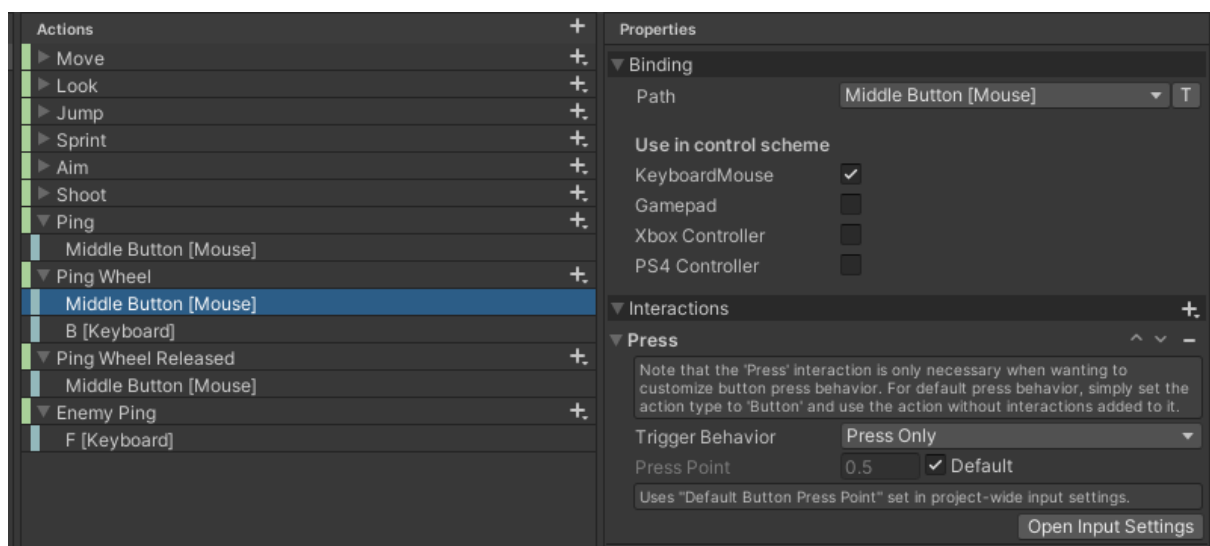 Actions
Move
Look
Jump
Sprint
Aim
Shoot
Ping
Middle Button [Mouse]
Ping Wheel
Middle Button [Mouse]
B [Keyboard]
Ping Wheel Released
Middle Button [Mouse]
Enemy Ping
F [Keyboard]
Properties
Binding
Path Middle Button [Mouse] T
Use in control scheme
KeyboardMouse
Gamepad
Xbox Controller
PS4 Controller
Interactions
Press
Note that the 'Press' interaction is only necessary when wanting to
customize button press behavior. For default press behavior, simply set the
action type to 'Button' and use the action without interactions added to it.
Trigger Behavior Press Only
Press Point 0.5 Default
Uses "Default Button Press Point" set in project-wide input settings.
Open Input Settings